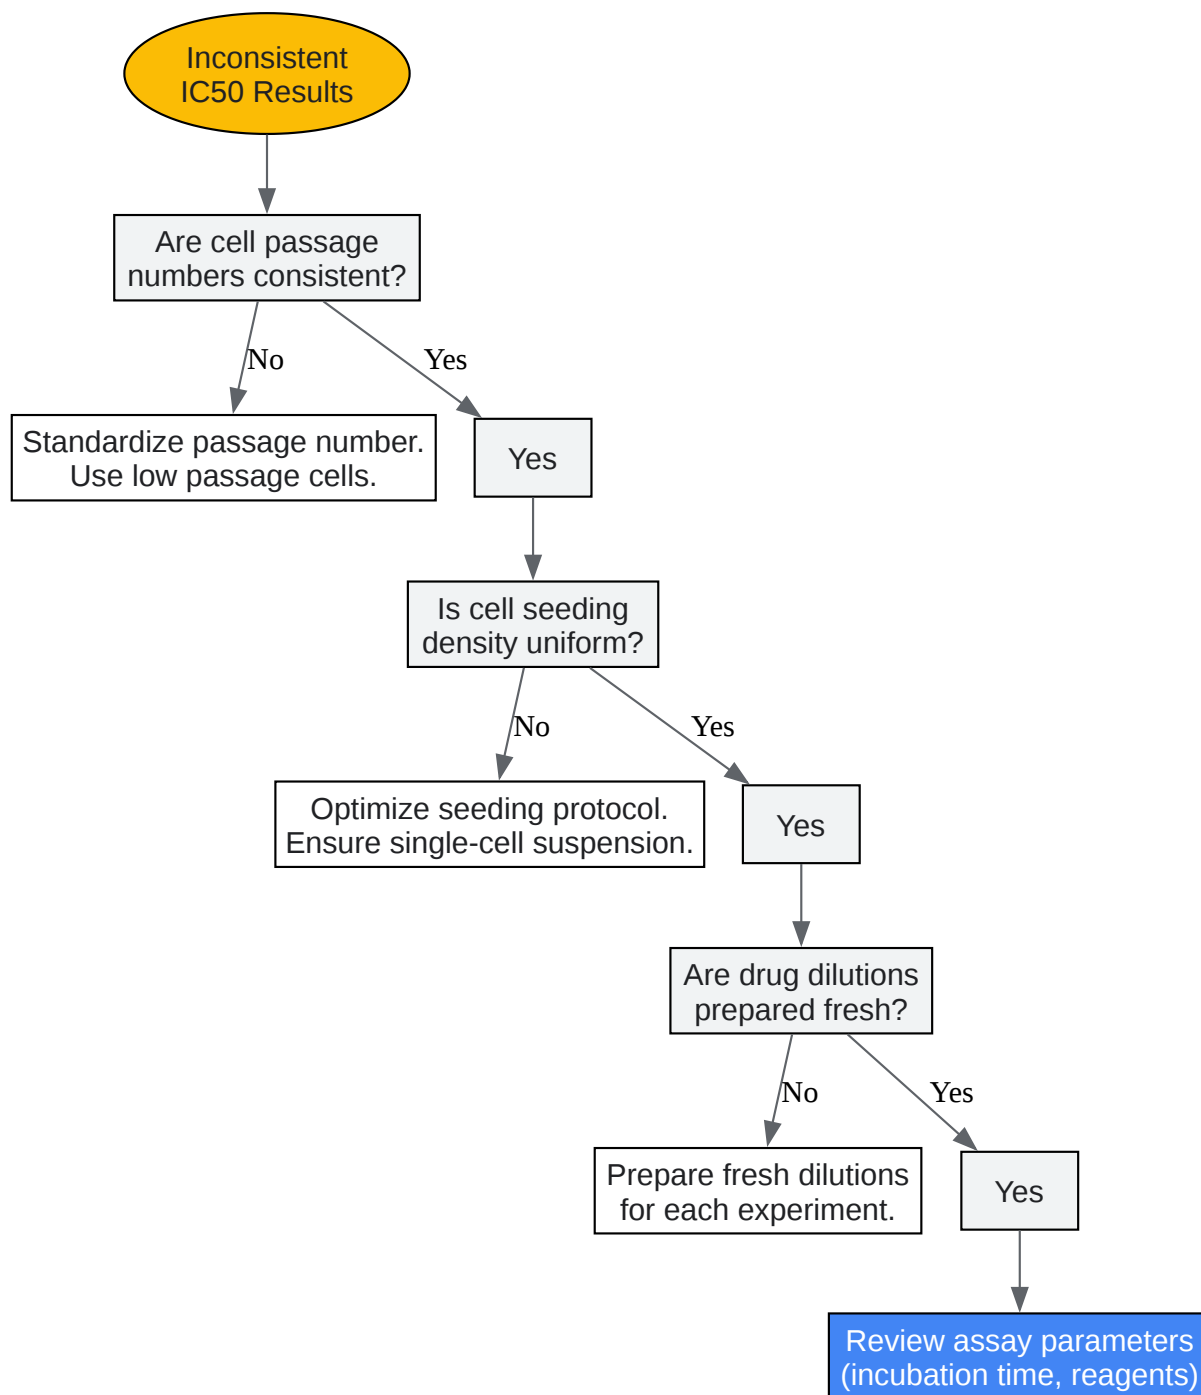 Inconsistent
IC50 Results
Are cell passage
numbers consistent?
No
Yes
Standardize passage number.
Use low passage cells.
Yes
Is cell seeding
density uniform?
No
Yes
Optimize seeding protocol.
Ensure single-cell suspension.
Yes
Are drug dilutions
prepared fresh?
No
Yes
Prepare fresh dilutions
for each experiment.
Yes
Review assay parameters
(incubation time, reagents)